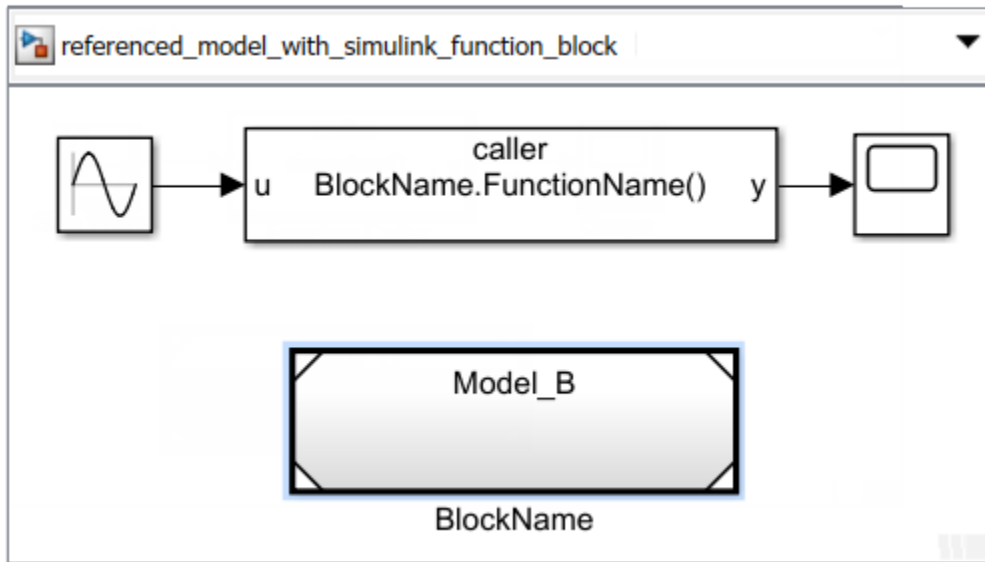 referenced_model_with_simulink_function_block
caller
u BlockName.FunctionName() y
Model_B
BlockName